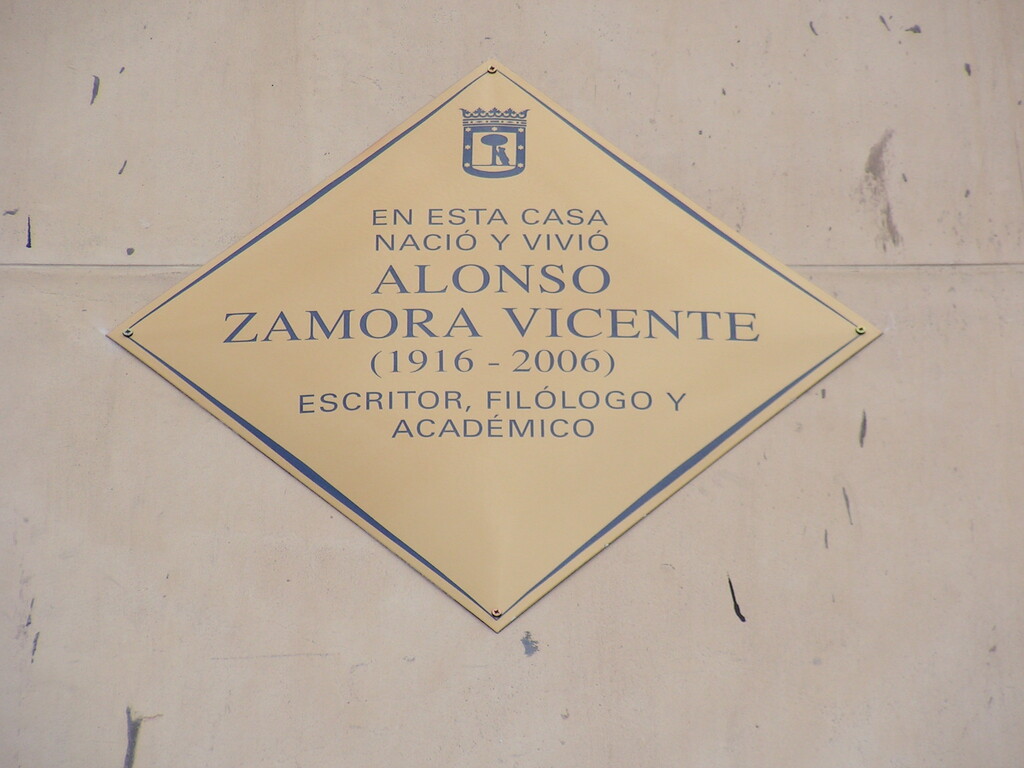 EN ESTA CASA
NACIÓ Y VIVIÓ
ALONSO
ZAMORA VICENTE
(1916 - 2006)
ESCRITOR, FILÓLOGO Y
ACADÉMICO